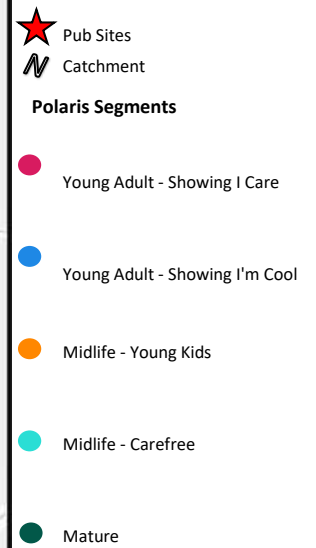 Pub Sites
Catchment
Polaris Segments
Young Adult - Showing I Care
Young Adult - Showing I'm Cool
Midlife - Young Kids
Midlife - Carefree
Mature